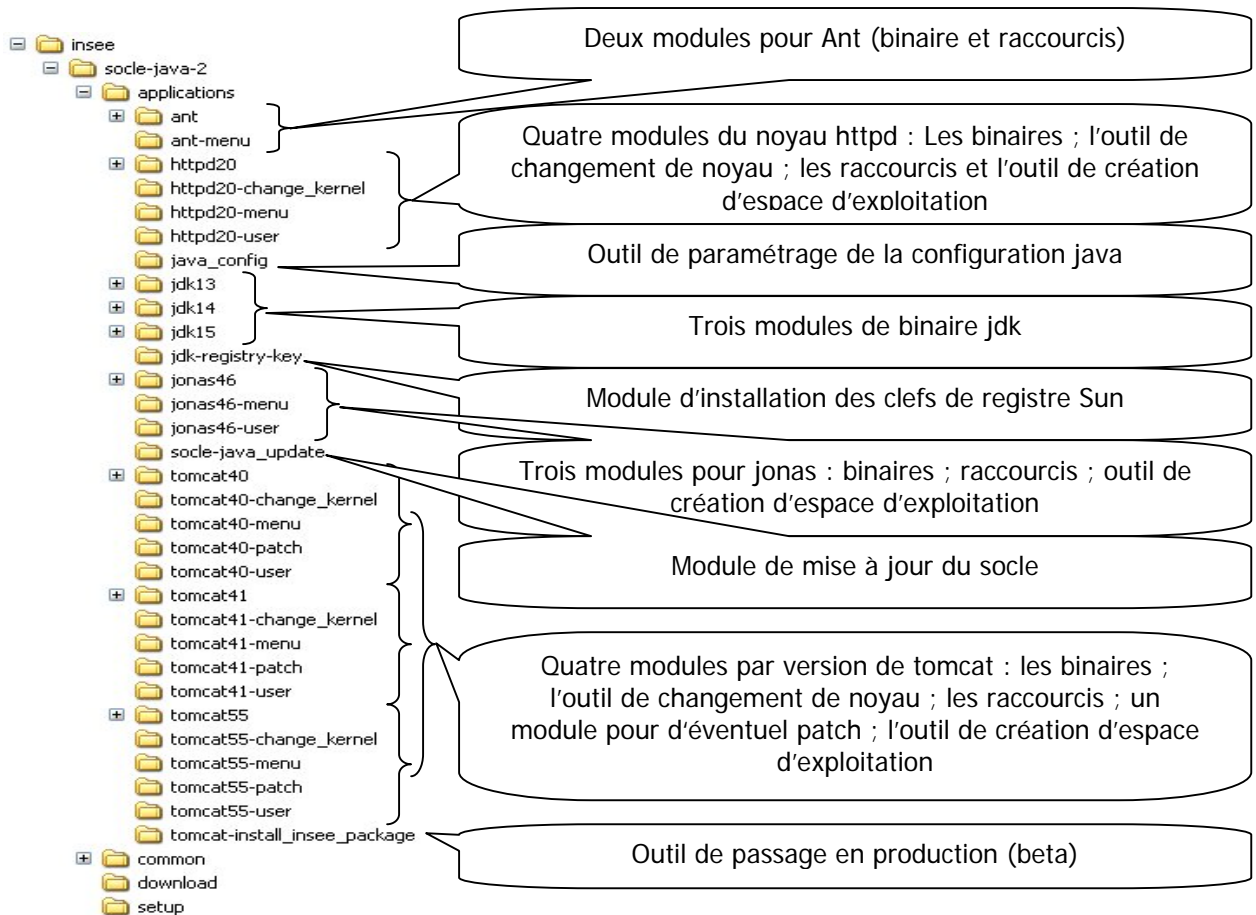 insee
socle-java-2
applications
ant
ant-menu
httpd20
httpd20-change_kernel
httpd20-menu
httpd20-user
java_config
jdk13
jdk14
jdk15
jdk-registry-key
jonas46
jonas46-menu
jonas46-user
socle-java_update
tomcat40
tomcat40-change_kernel
tomcat40-menu
tomcat40-patch
tomcat40-user
tomcat41
tomcat41-change_kernel
tomcat41-menu
tomcat41-patch
tomcat41-user
tomcat55
tomcat55-change_kernel
tomcat55-menu
tomcat55-patch
tomcat55-user
tomcat-install_insee_package
common
download
setup
Deux modules pour Ant (binaire et raccourcis)
Quatre modules du noyau httpd : Les binaires ; l'outil de
changement de noyau ; les raccourcis et l'outil de création
d'espace d'exploitation
Outil de paramétrage de la configuration java
Trois modules de binaire jdk
Module d'installation des clefs de registre Sun
Trois modules pour jonas : binaires ; raccourcis ; outil de
création d'espace d'exploitation
Module de mise à jour du socle
Quatre modules par version de tomcat : les binaires ;
l'outil de changement de noyau ; les raccourcis ; un
module pour d'éventuel patch ; l'outil de création d'espace
d'exploitation
Outil de passage en production (beta)